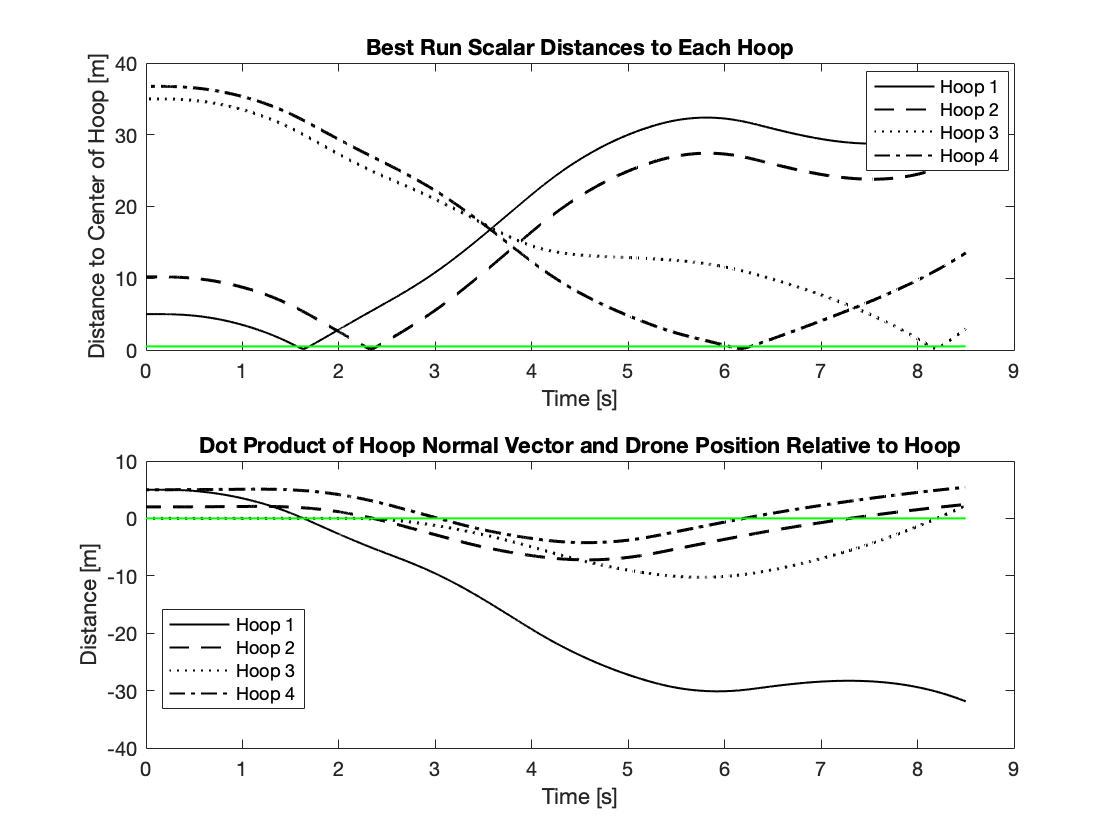 Best Run Scalar Distances to Each Hoop
Distance to Center of Hoop [m]
40
30
20
10
0
0 1 2 3 4 5 6 7 8 9
Time [s]
Hoop 1
Hoop 2
Hoop 3
Hoop 4
Dot Product of Hoop Normal Vector and Drone Position Relative to Hoop
Distance [m]
10
0
-10
-20
-30
-40
0 1 2 3 4 5 6 7 8 9
Time [s]
Hoop 1
Hoop 2
Hoop 3
Hoop 4